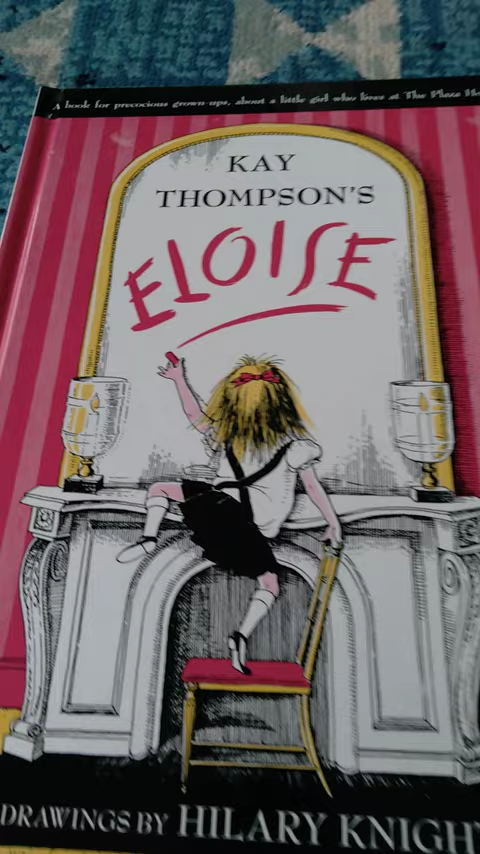 A book for precocious grown-ups, about a little girl who lives at The Plaza
KAY
THOMPSON'S
ELOISE
DRAWINGS BY HILARY KNIGH